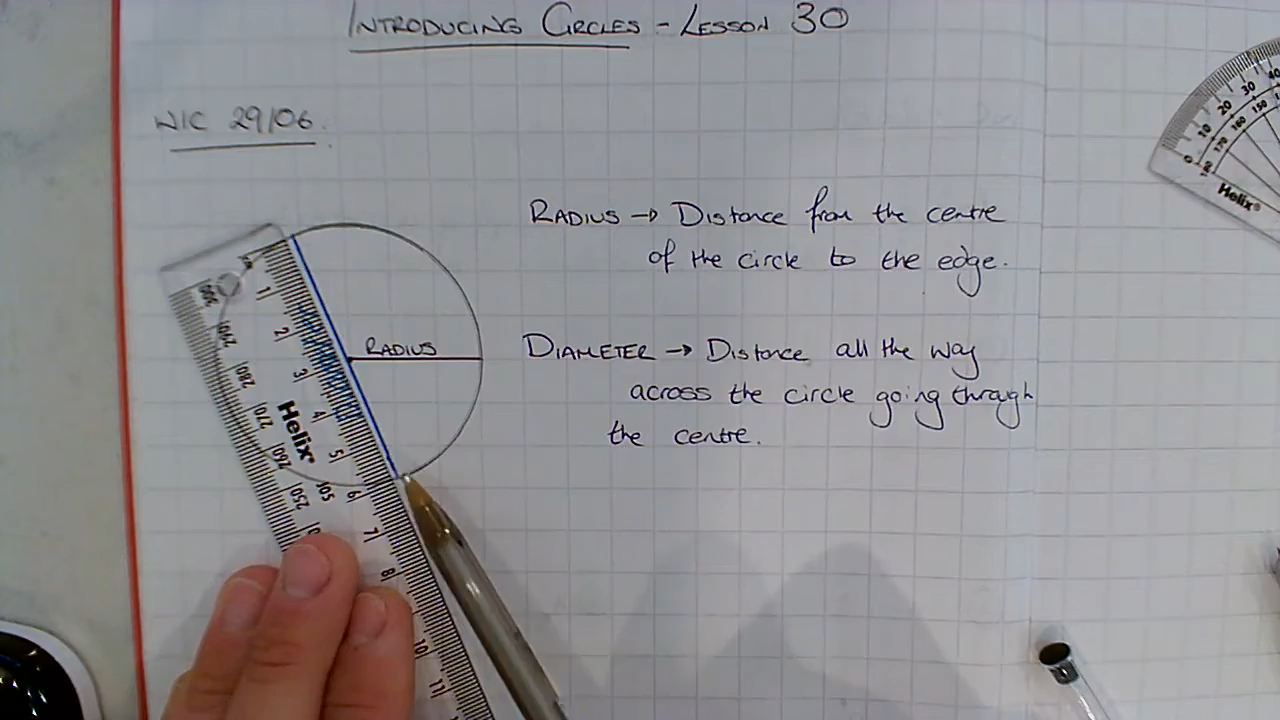 INTRODUCING CIRCLES - LESSON 30
W/C 29/06.
RADIUS → Distance from the centre
of the circle to the edge.
RADIUS
DIAMETER → Distance all the way
across the circle going through
the centre.
Helix
Helix®